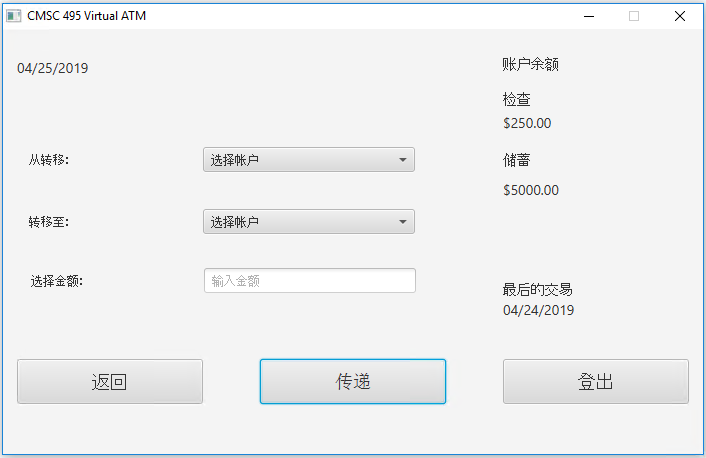 CMSC 495 Virtual ATM
04/25/2019
账户余额
检查
$250.00
从转移:
选择帐户
储蓄
$5000.00
转移至:
选择帐户
选择金额:
输入金额
最后的交易
04/24/2019
返回
传递
登出